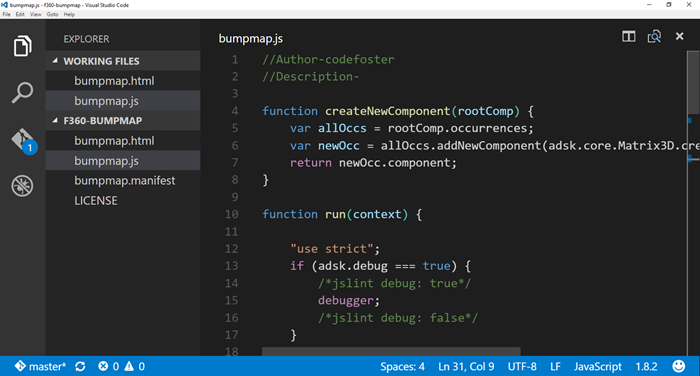 bumpmap.js - f360-bumpmap - Visual Studio Code
File Edit View Goto Help
EXPLORER
WORKING FILES
bumpmap.html
bumpmap.js
F360-BUMPMAP
bumpmap.html
bumpmap.js
bumpmap.manifest
LICENSE
1
bumpmap.js
1 //Author-codefoster
2 //Description-
3
4 function createNewComponent(rootComp) {
5 var allOccs = rootComp.occurrences;
6 var newOcc = allOccs.addNewComponent(adsk.core.Matrix3D.cre
7 return newOcc.component;
8 }
9
10 function run(context) {
11
12 "use strict";
13 if (adsk.debug === true) {
14 /*jslint debug: true*/
15 debugger;
16 /*jslint debug: false*/
17 }
18
master* 0 0 Spaces: 4 Ln 31, Col 9 UTF-8 LF JavaScript 1.8.2